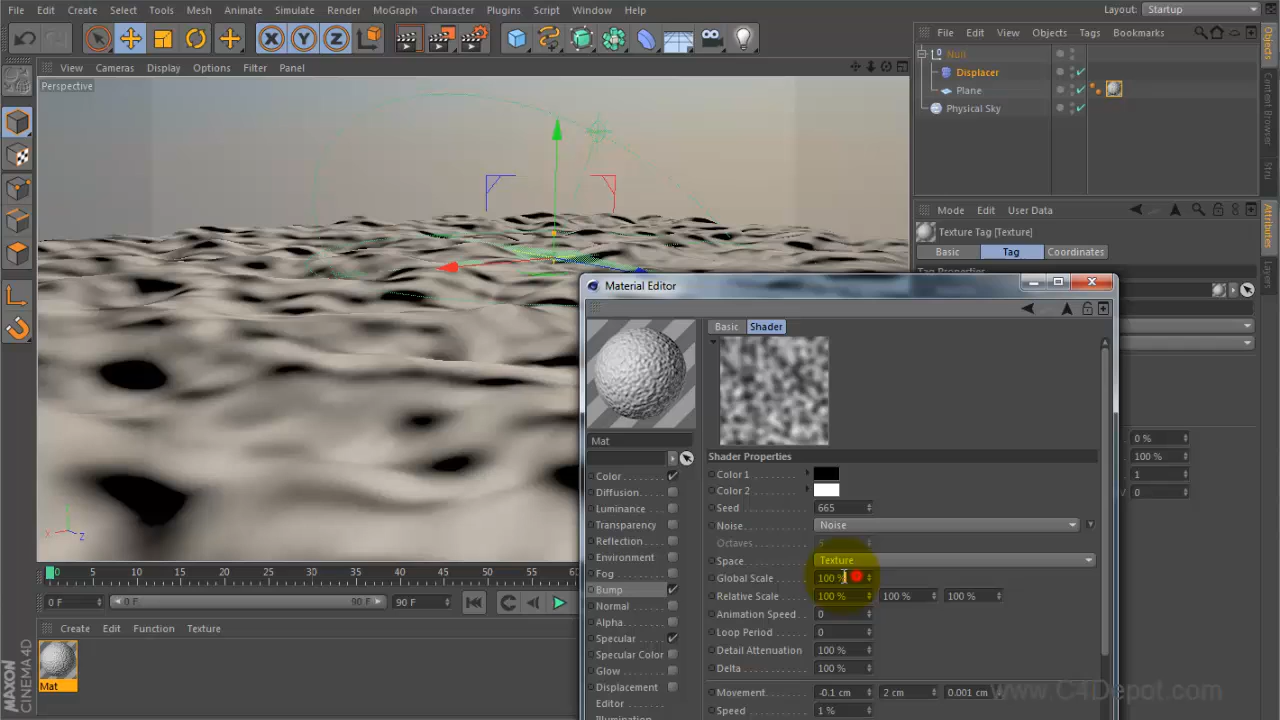 File Edit Create Select Tools Mesh Animate Simulate Render MoGraph Character Plugins Script Window Help Layout: Startup
File Edit View Objects Tags Bookmarks
View Cameras Display Options Filter Panel
Perspective
Null
Displacer
Plane
Physical Sky
Objects
Content Browser
Mode Edit User Data
Texture Tag [Texture]
Basic Tag Coordinates
Attributes
Layers
Material Editor
Basic Shader
Mat
Shader Properties
Color 1
Color 2
Seed 665
Noise Noise
Octaves
Space Texture
Global Scale 100 %
Relative Scale 100 % 100 % 100 %
Animation Speed 0
Loop Period 0
Detail Attenuation 100 %
Delta 100 %
Movement -0.1 cm 2 cm 0.001 cm
Speed 1 %
Color
Diffusion
Luminance
Transparency
Reflection
Environment
Fog
Bump
Normal
Alpha
Specular
Specular Color
Glow
Displacement
Editor
Illumination
0 %
100 %
1
0
X Y Z
0 5 10 15 20 25 30 35
0 F 0 F 90 F 90 F
Create Edit Function Texture
Mat
MAXON
CINEMA 4D
www.C4Depot.com